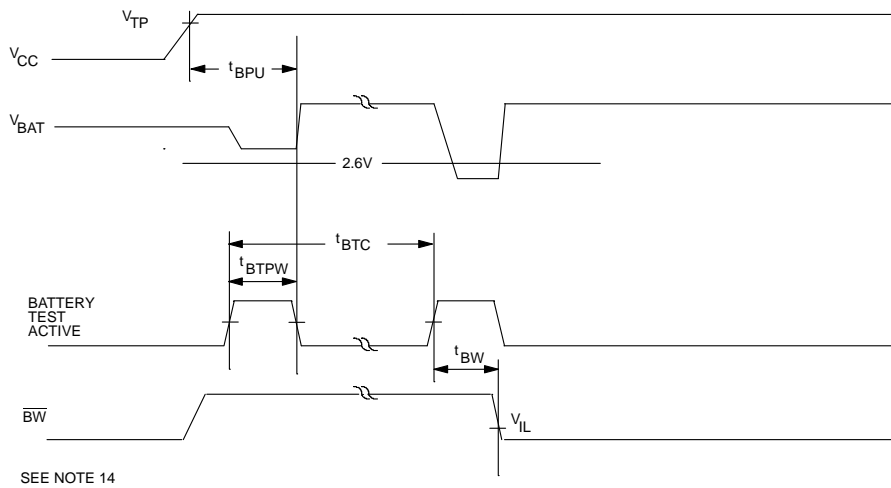 VTP
VCC
tBPU
VBAT
2.6V
tBTC
tBTPW
BATTERY
TEST
ACTIVE
tBW
BW
VIL
SEE NOTE 14